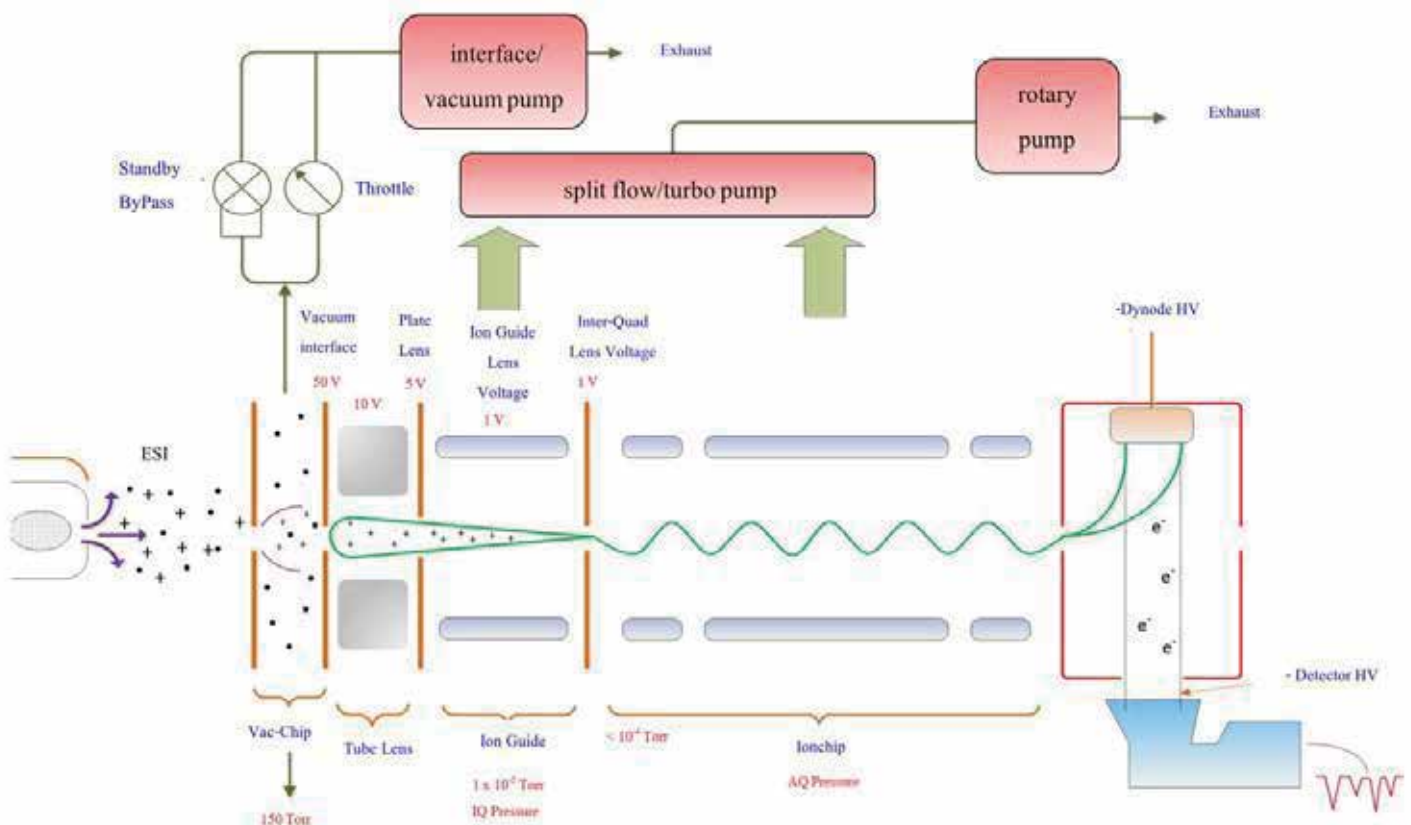 interface/
vacuum pump
Exhaust
rotary
pump
Exhaust
Standby
ByPass
Throttle
split flow/turbo pump
Vacuum
interface
50 V
10 V
Plate
Lens
5 V
Ion Guide
Lens
Voltage
1 V
Inter-Quad
Lens Voltage
1 V
-Dynode HV
ESI
e-
e-
e-
e-
- Detector HV
Vac-Chip
150 Torr
Tube Lens
Ion Guide
IQ Pressure
Ionchip
AQ Pressure